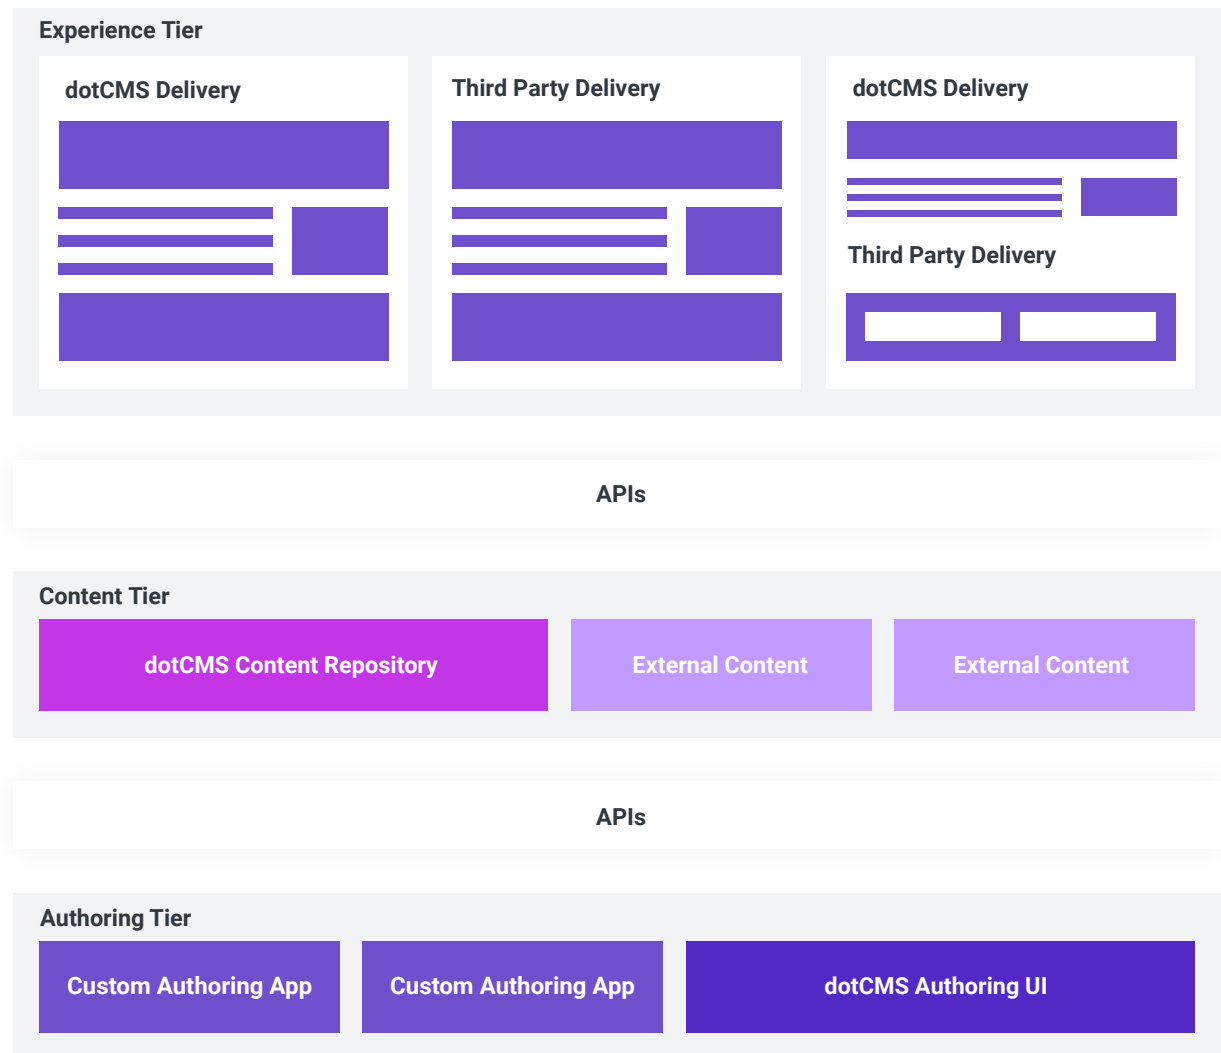 Experience Tier
dotCMS Delivery
Third Party Delivery
dotCMS Delivery
Third Party Delivery
APIs
Content Tier
dotCMS Content Repository
External Content
External Content
APIs
Authoring Tier
Custom Authoring App
Custom Authoring App
dotCMS Authoring UI